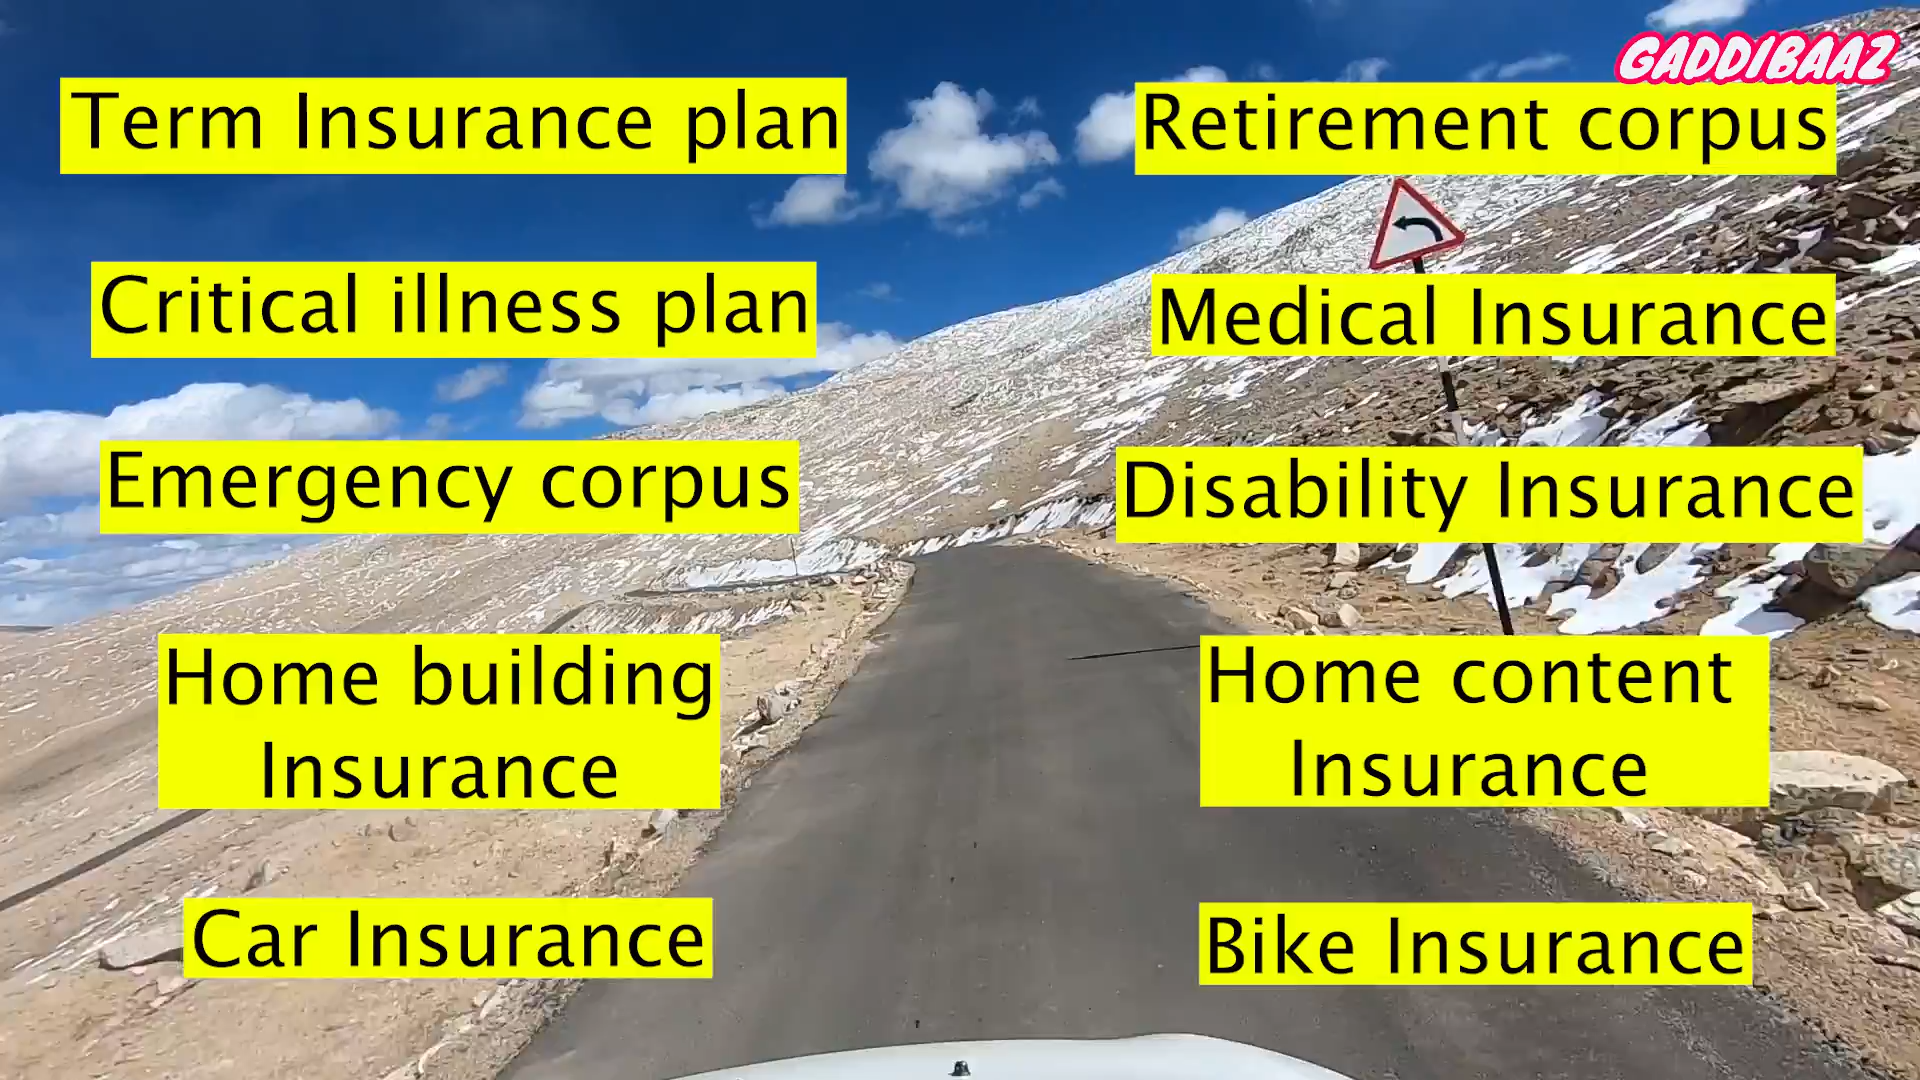 GADDIBAAZ
Term Insurance plan
Retirement corpus
Critical illness plan
Medical Insurance
Emergency corpus
Disability Insurance
Home building
Insurance
Home content
Insurance
Car Insurance
Bike Insurance